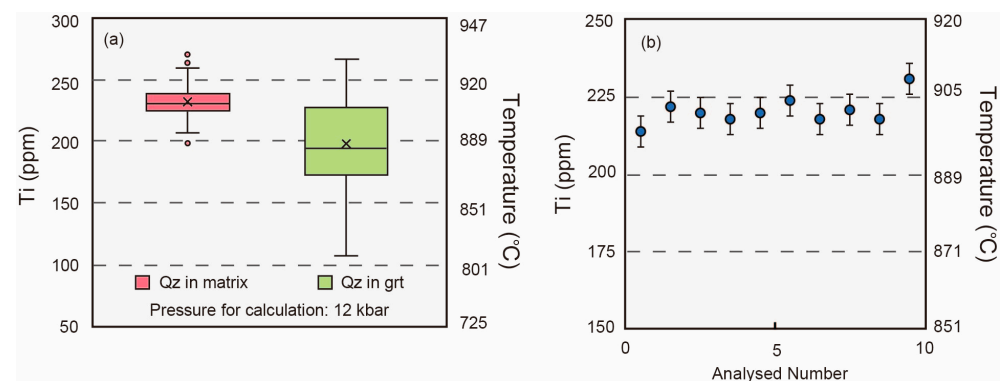 (a)
300
250
200
150
100
50
Ti (ppm)
947
920
889
851
801
725
Temperature (℃)
Qz in matrix
Qz in grt
Pressure for calculation: 12 kbar
(b)
250
225
200
175
150
Ti (ppm)
920
905
889
871
851
Temperature (℃)
0
5
10
Analysed Number